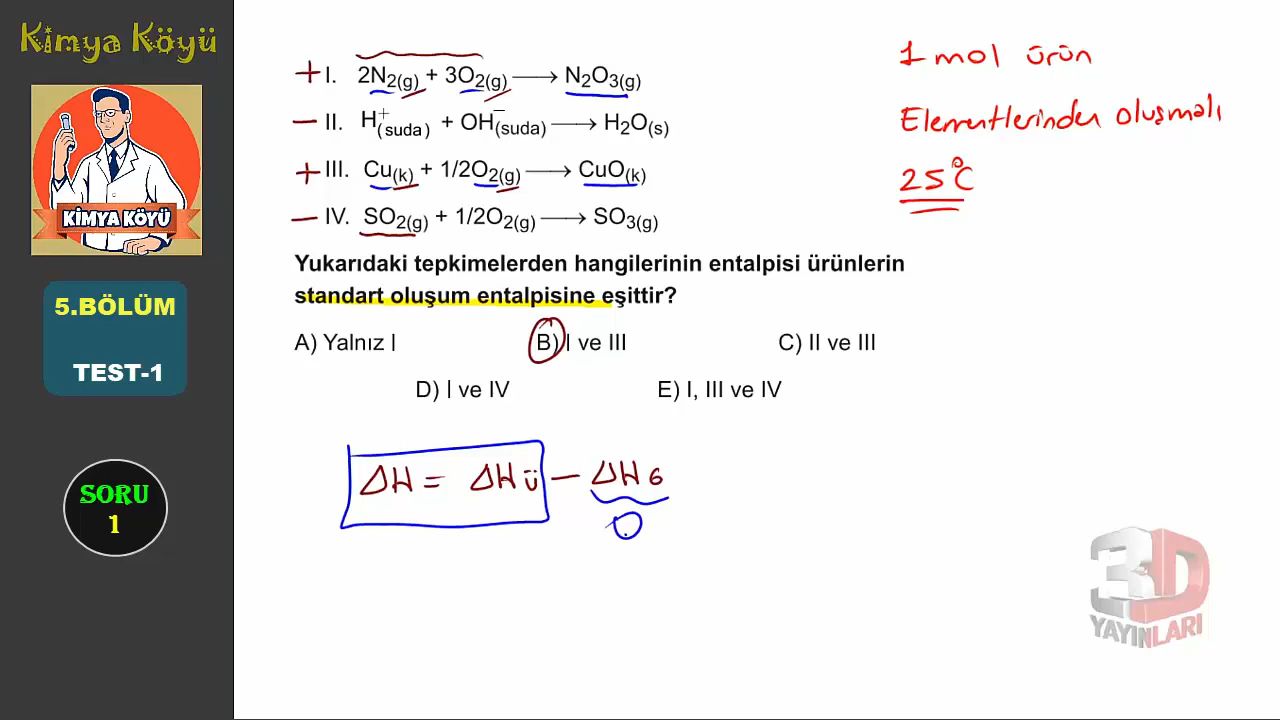 Kimya Köyü
KİMYA KÖYÜ
5.BÖLÜM
TEST-1
SORU
1
+ I. 2N2(g) + 3O2(g) ⟶ N2O3(g)
− II. H+(suda) + OH−(suda) ⟶ H2O(s)
+ III. Cu(k) + 1/2O2(g) ⟶ CuO(k)
− IV. SO2(g) + 1/2O2(g) ⟶ SO3(g)
Yukarıdaki tepkimelerden hangilerinin entalpisi ürünlerin
standart oluşum entalpisine eşittir?
A) Yalnız I B) I ve III C) II ve III
D) I ve IV E) I, III ve IV
ΔH = ΔHü − ΔHG
0
1 mol ürün
Elementlerinden oluşmalı
25°C
3D
YAYINLARI